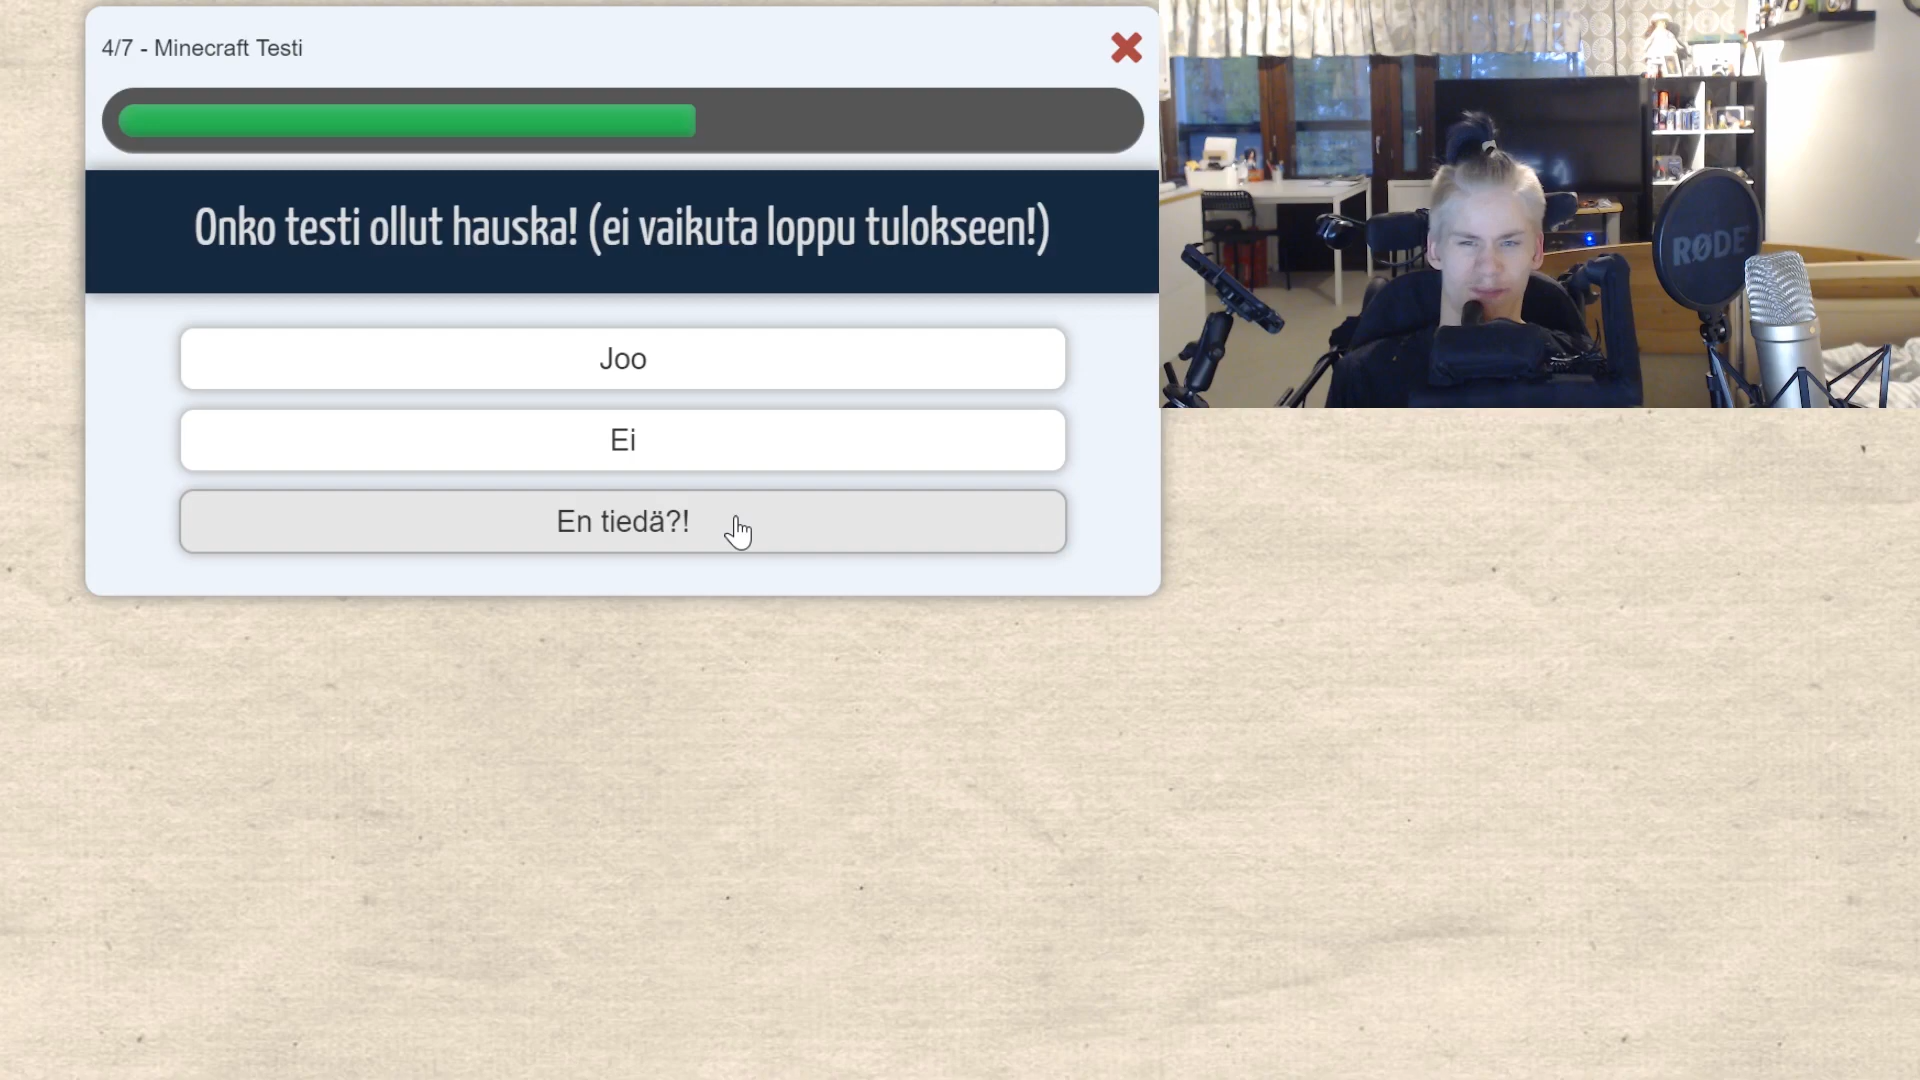 4/7 - Minecraft Testi
Onko testi ollut hauska! (ei vaikuta loppu tulokseen!)
Joo
Ei
En tiedä?!
RØDE